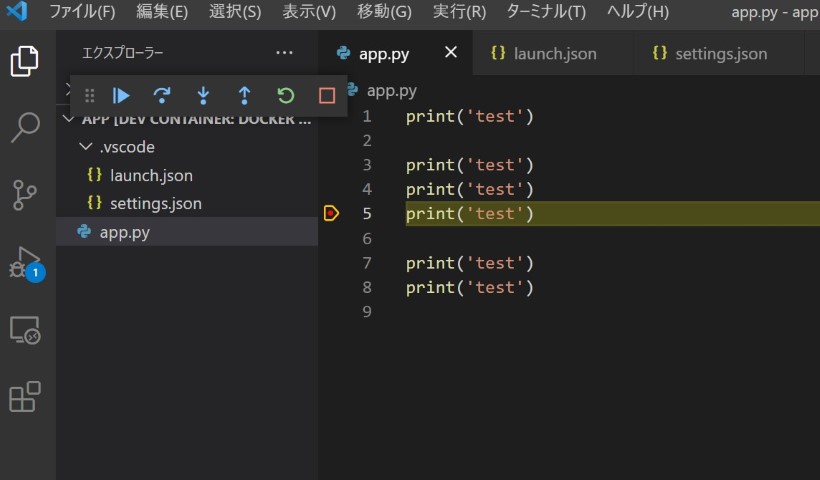 ファイル(F) 編集(E) 選択(S) 表示(V) 移動(G) 実行(R) ターミナル(T) ヘルプ(H) app.py - app
エクスプローラー ...
app.py launch.json settings.json
app.py
APP [DEV CONTAINER: DOCKER ...
.vscode
launch.json
settings.json
app.py
1 print('test')
2
3 print('test')
4 print('test')
5 print('test')
6
7 print('test')
8 print('test')
9
1